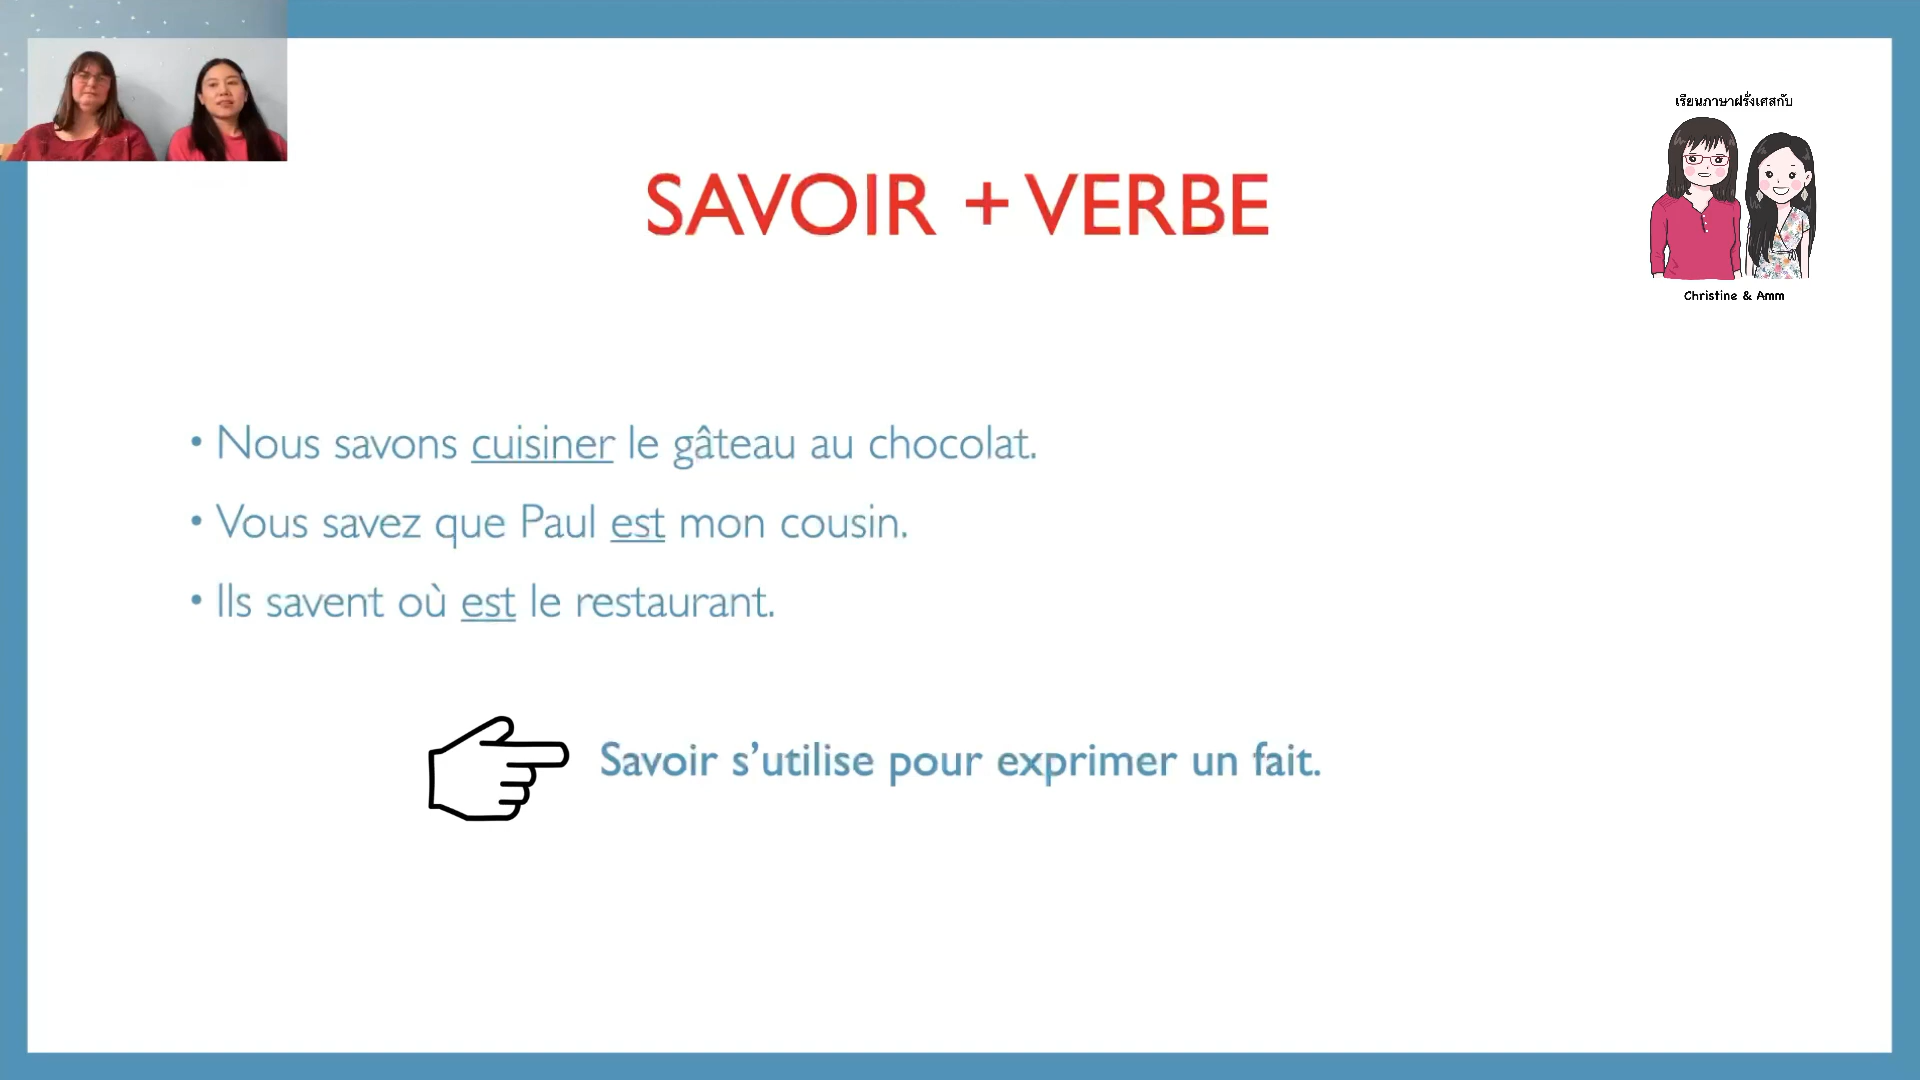 เรียนภาษาฝรั่งเศสกับ
Christine & Amm
SAVOIR + VERBE
• Nous savons cuisiner le gâteau au chocolat.
• Vous savez que Paul est mon cousin.
• Ils savent où est le restaurant.
Savoir s’utilise pour exprimer un fait.